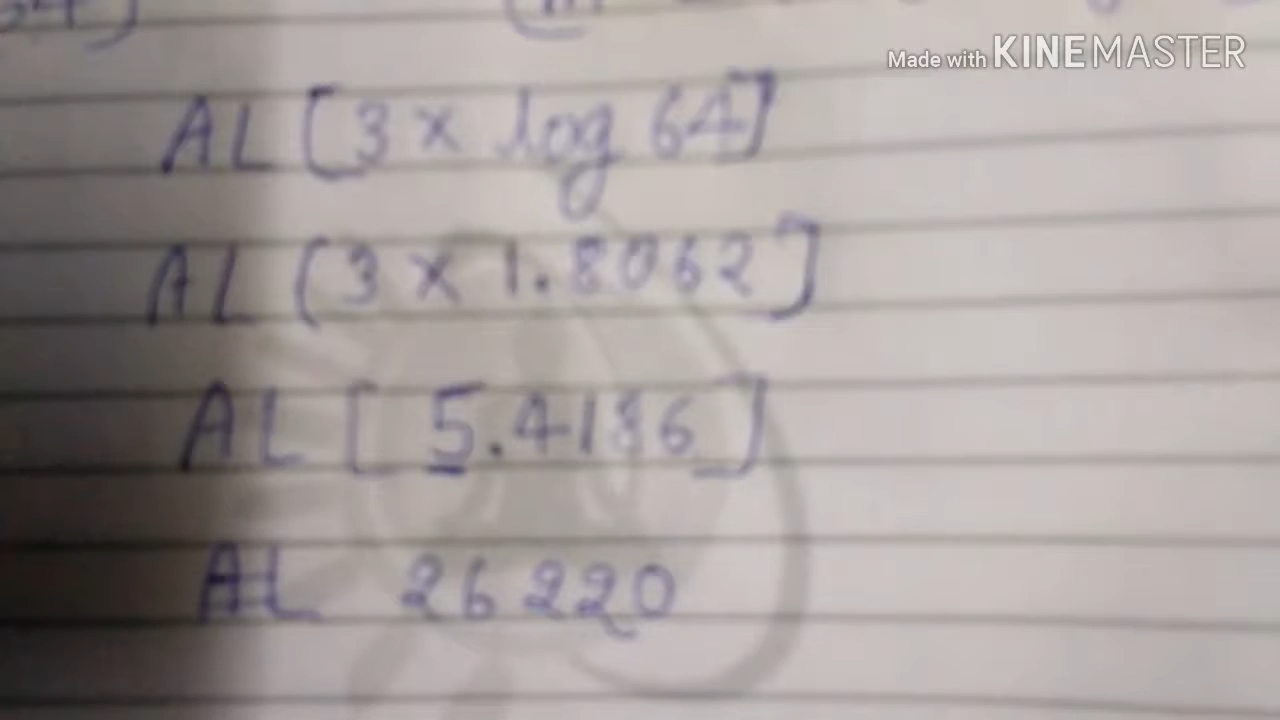 Made with KINEMASTER
AL [3 × log 64]
AL (3 × 1.8062]
AL [ 5.4186 ]
AL 26220